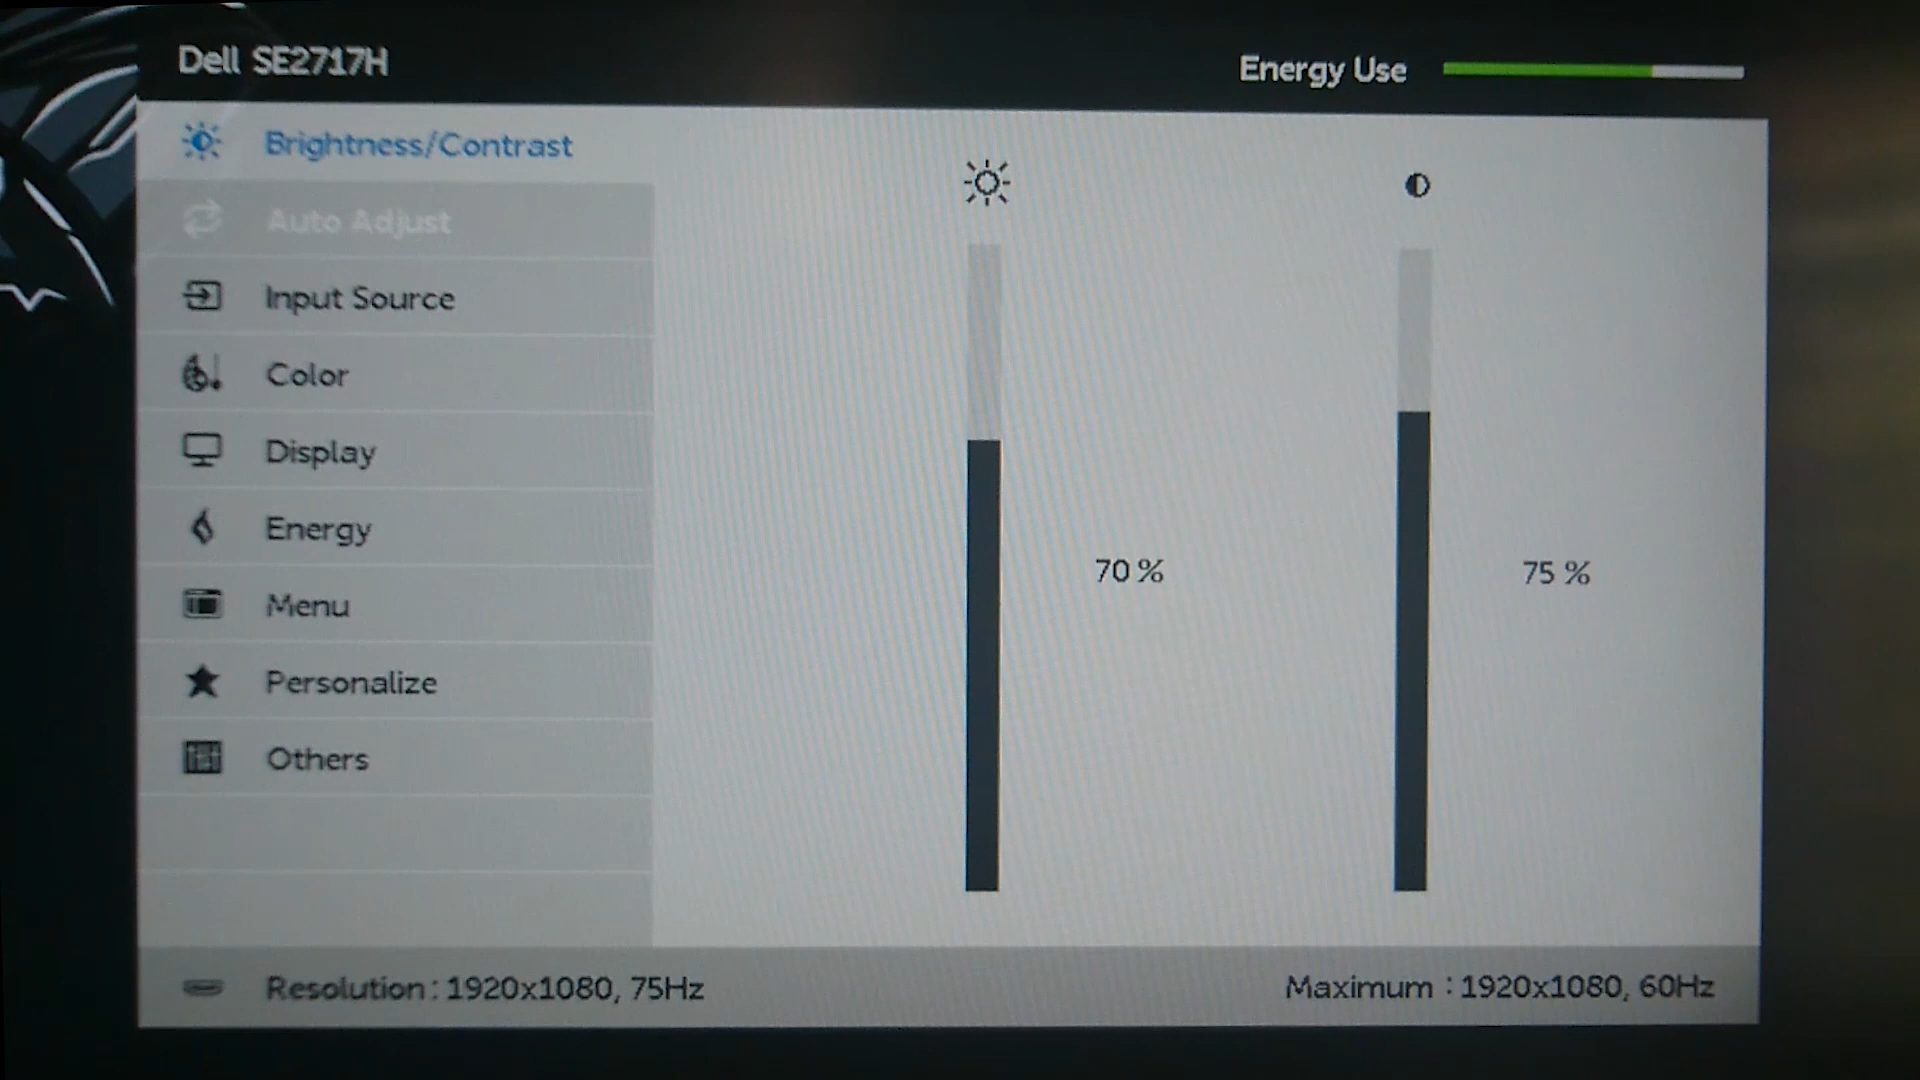 Dell SE2717H
Energy Use
Brightness/Contrast
Auto Adjust
Input Source
Color
Display
Energy
Menu
Personalize
Others
70 %
75 %
Resolution : 1920x1080, 75Hz
Maximum : 1920x1080, 60Hz